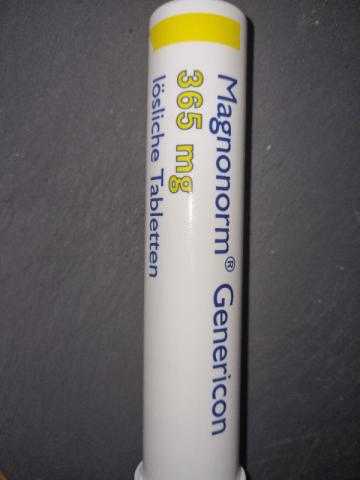 Magnonorm® Genericon
365 mg
lösliche Tabletten